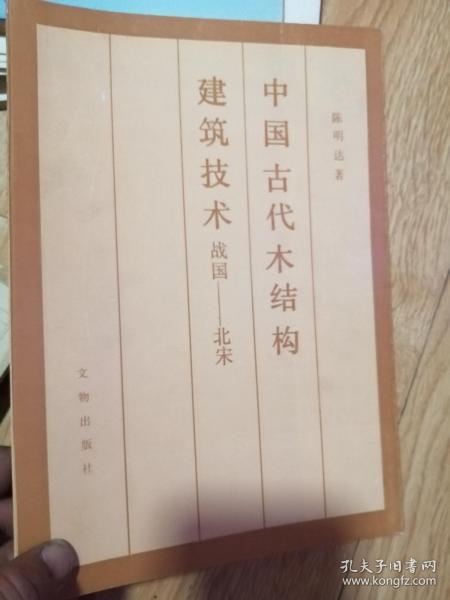 陈明达著
中国古代木结构
建筑技术
战国——北宋
文物出版社
孔夫子旧书网
www.kongfz.com